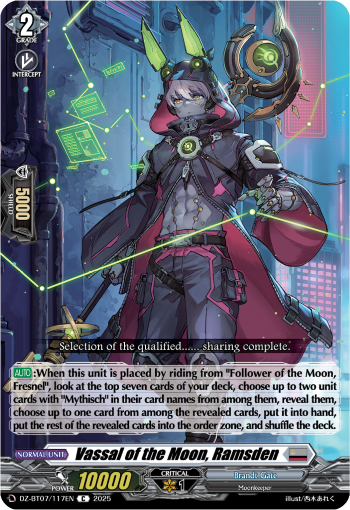 2
GRADE
INTERCEPT
5000
SHIELD
Selection of the qualified...... sharing complete.
AUTO:When this unit is placed by riding from "Follower of the Moon,
Fresnel", look at the top seven cards of your deck, choose up to two unit
cards with "Mythisch" in their card names from among them, reveal them,
choose up to one card from among the revealed cards, put it into hand,
put the rest of the revealed cards into the order zone, and shuffle the deck.
NORMAL UNIT
Vassal of the Moon, Ramsden
POWER
10000
CRITICAL
1
Brandt Gate
Moonkeeper
D DZ-BT07/117EN C 2025
illust/西木あれく